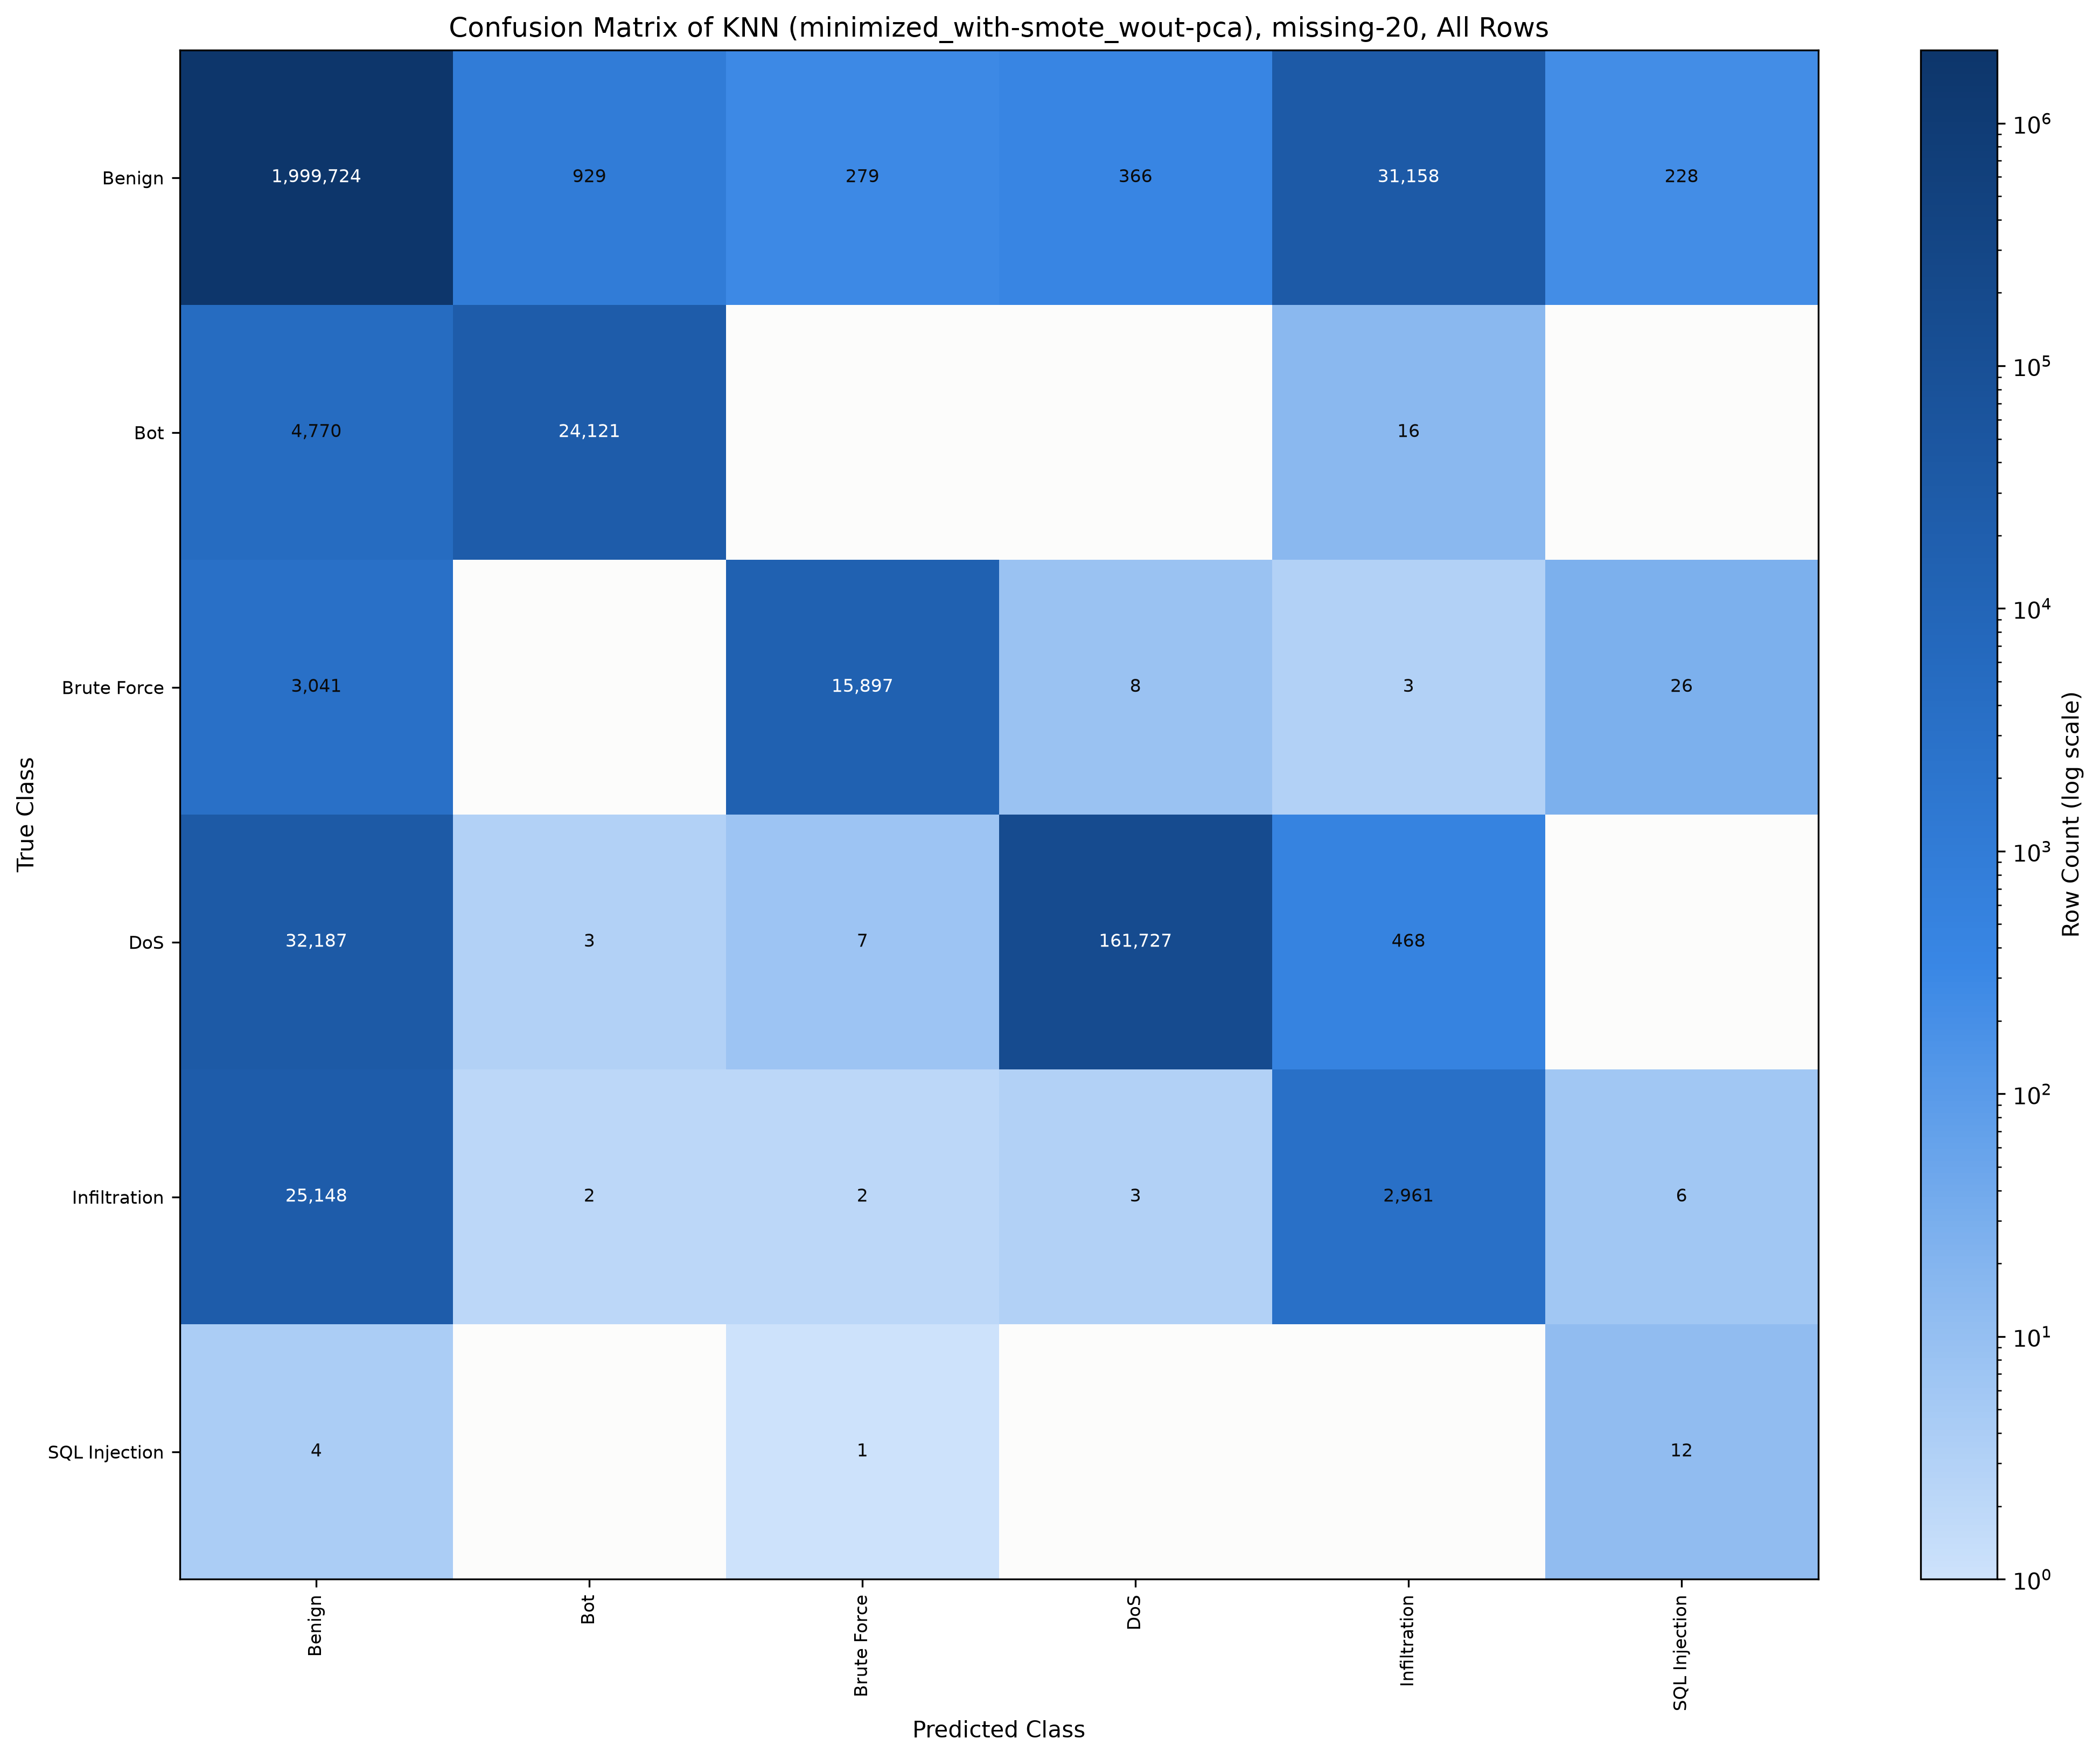 Confusion Matrix of KNN (minimized_with-smote_wout-pca), missing-20, All Rows
Benign 1,999,724 929 279 366 31,158 228
Bot 4,770 24,121 16
Brute Force 3,041 15,897 8 3 26
DoS 32,187 3 7 161,727 468
Infiltration 25,148 2 2 3 2,961 6
SQL Injection 4 1 12
True Class
Benign
Bot
Brute Force
DoS
Infiltration
SQL Injection
Predicted Class
10⁶
10⁵
10⁴
10³
10²
10¹
10⁰
Row Count (log scale)